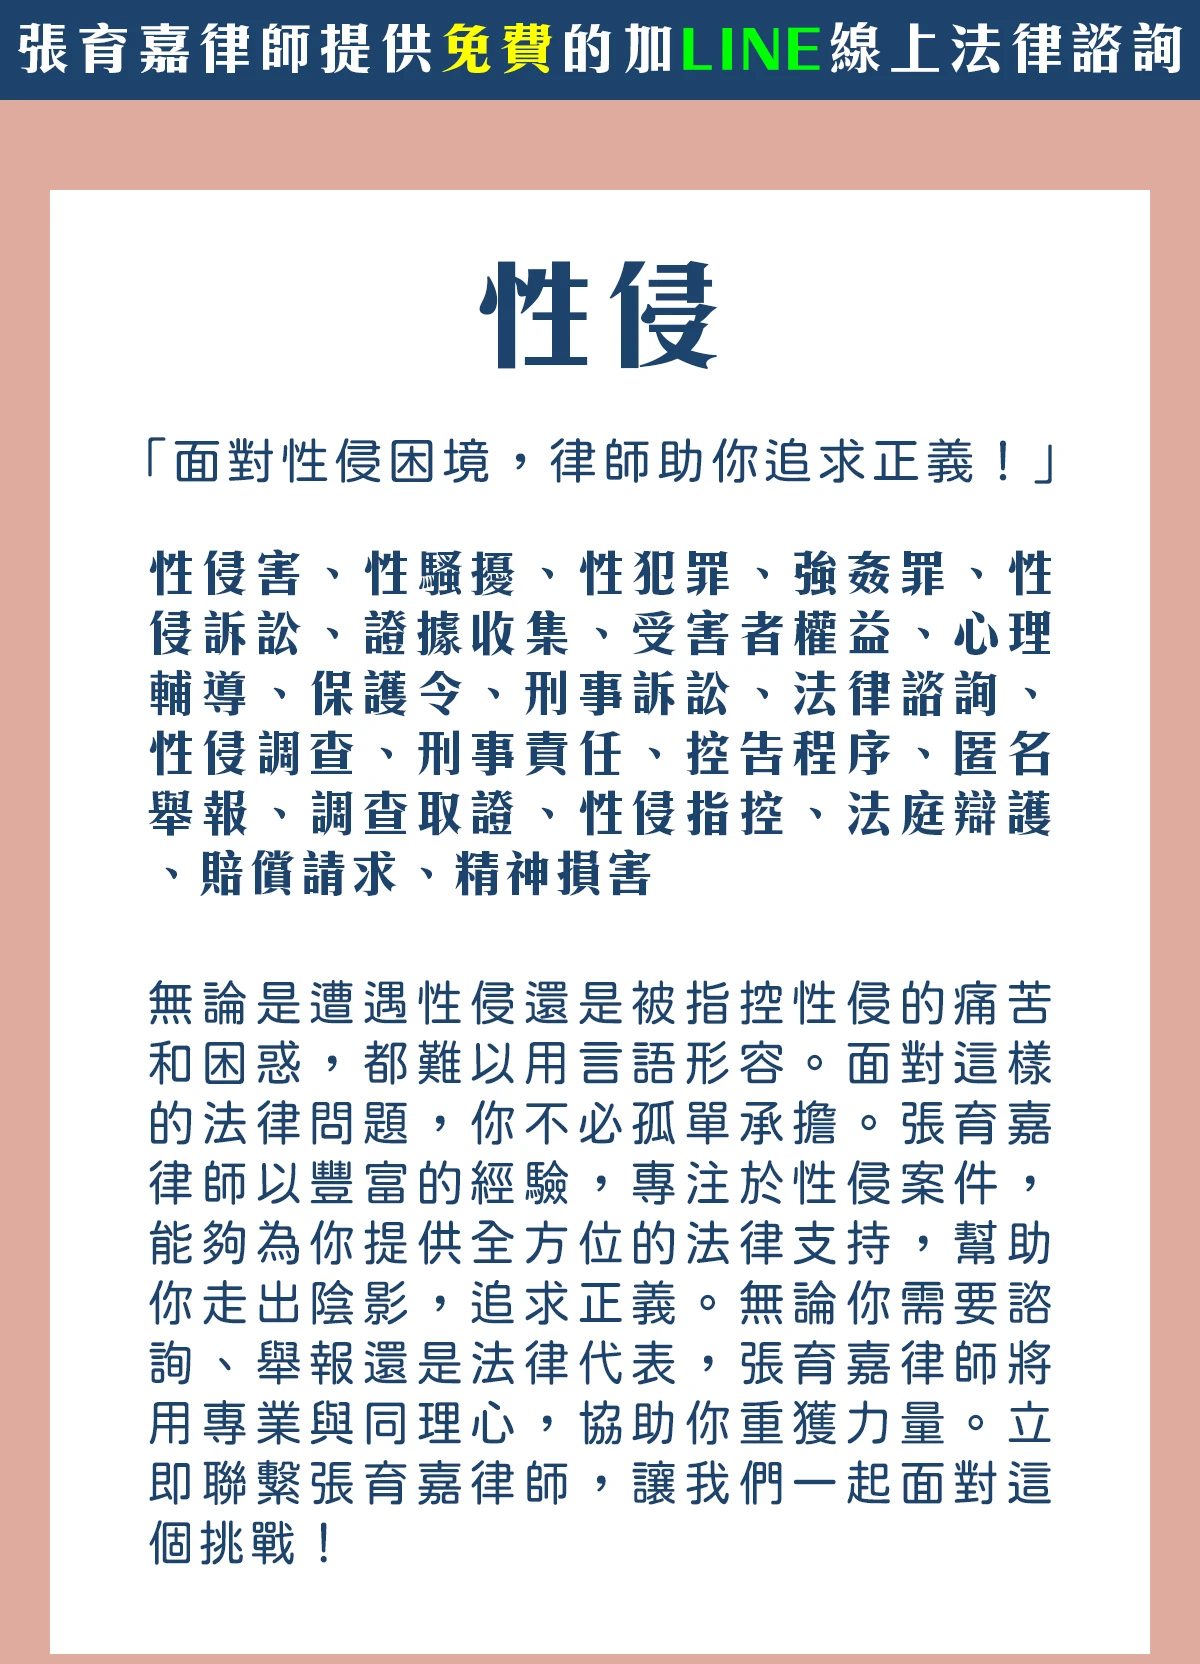 張育嘉律師提供免費的加LINE線上法律諮詢
性侵
「面對性侵困境，律師助你追求正義！」
性侵害、性騷擾、性犯罪、強姦罪、性
侵訴訟、證據收集、受害者權益、心理
輔導、保護令、刑事訴訟、法律諮詢、
性侵調查、刑事責任、控告程序、匿名
舉報、調查取證、性侵指控、法庭辯護
、賠償請求、精神損害
無論是遭遇性侵還是被指控性侵的痛苦
和困惑，都難以用言語形容。面對這樣
的法律問題，你不必孤單承擔。張育嘉
律師以豐富的經驗，專注於性侵案件，
能夠為你提供全方位的法律支持，幫助
你走出陰影，追求正義。無論你需要諮
詢、舉報還是法律代表，張育嘉律師將
用專業與同理心，協助你重獲力量。立
即聯繫張育嘉律師，讓我們一起面對這
個挑戰！